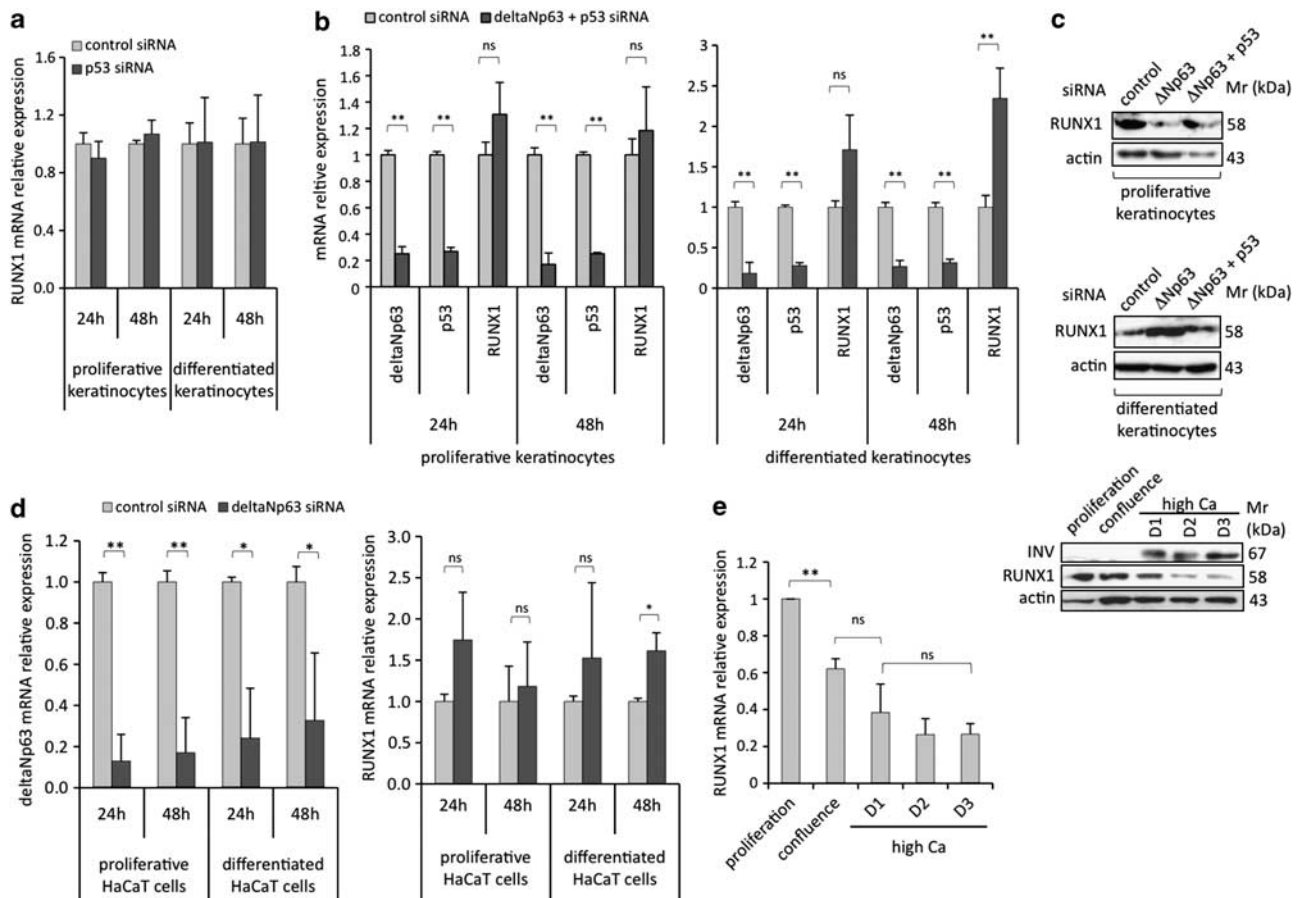 a
control siRNA
p53 siRNA
RUNX1 mRNA relative expression
1.6
1.2
0.8
0.4
0.0
24h 48h 24h 48h
proliferative keratinocytes
differentiated keratinocytes
b
control siRNA deltaNp63 + p53 siRNA
mRNA reltive expression
1.8
1.6
1.4
1.2
1
0.8
0.6
0.4
0.2
0
** ** ns ** ** ns
deltaNp63 p53 RUNX1 deltaNp63 p53 RUNX1
24h 48h
proliferative keratinocytes
3
2.5
2
1.5
1
0.5
0
** ** ns ** ** **
deltaNp63 p53 RUNX1 deltaNp63 p53 RUNX1
24h 48h
differentiated keratinocytes
c
siRNA control ΔNp63 ΔNp63 + p53 Mr (kDa)
RUNX1 58
actin 43
proliferative
keratinocytes
siRNA control ΔNp63 ΔNp63 + p53 Mr (kDa)
RUNX1 58
actin 43
differentiated
keratinocytes
d
control siRNA deltaNp63 siRNA
deltaNp63 mRNA relative expression
1.2
1.0
0.8
0.6
0.4
0.2
0.0
** ** * *
24h 48h 24h 48h
proliferative HaCaT cells
differentiated HaCaT cells
RUNX1 mRNA relative expression
3.0
2.5
2.0
1.5
1.0
0.5
0.0
ns ns ns *
24h 48h 24h 48h
proliferative HaCaT cells
differentiated HaCaT cells
e
RUNX1 mRNA relative expression
1.2
1
0.8
0.6
0.4
0.2
0
** ns ns
proliferation confluence D1 D2 D3
high Ca
proliferation confluence high Ca Mr
D1 D2 D3 (kDa)
INV 67
RUNX1 58
actin 43